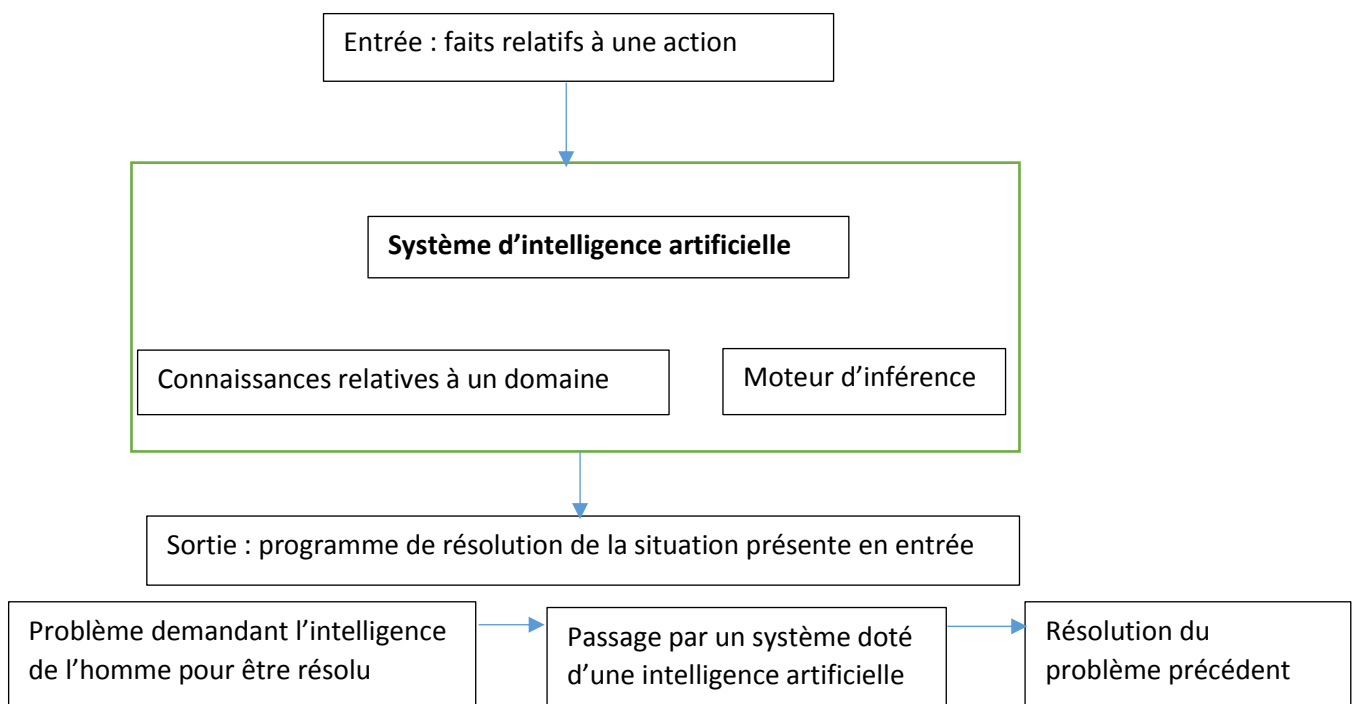 Entrée : faits relatifs à une action
Système d’intelligence artificielle
Connaissances relatives à un domaine
Moteur d’inférence
Sortie : programme de résolution de la situation présente en entrée
Problème demandant l’intelligence
de l’homme pour être résolu
Passage par un système doté
d’une intelligence artificielle
Résolution du
problème précédent